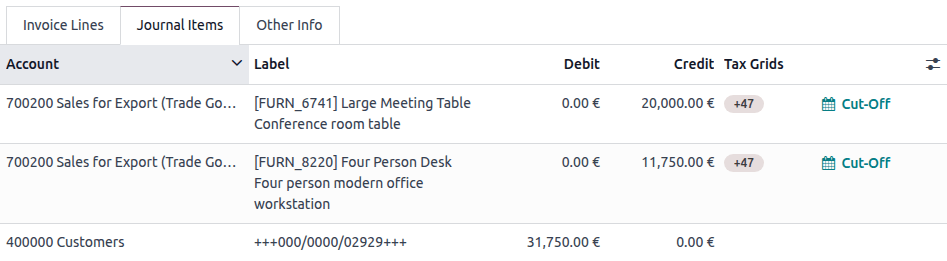 Invoice Lines Journal Items Other Info
Account Label Debit Credit Tax Grids
700200 Sales for Export (Trade Go... [FURN_6741] Large Meeting Table 0.00 € 20,000.00 € +47 Cut-Off
Conference room table
700200 Sales for Export (Trade Go... [FURN_8220] Four Person Desk 0.00 € 11,750.00 € +47 Cut-Off
Four person modern office
workstation
400000 Customers +++000/0000/02929+++ 31,750.00 € 0.00 €